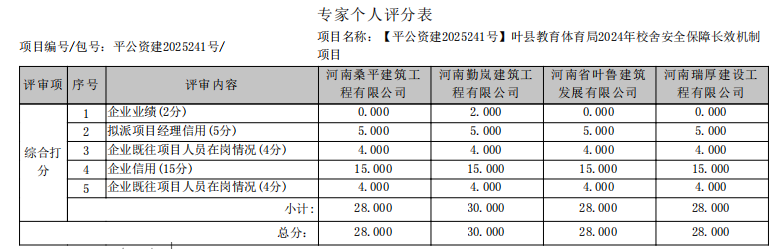 专家个人评分表
项目编号/包号: 平公资建2025241号/
项目名称: 【平公资建2025241号】叶县教育体育局2024年校舍安全保障长效机制
项目
评审项 序号 评审内容 河南桑平建筑工程有限公司 河南勤岚建筑工程有限公司 河南省叶鲁建筑发展有限公司 河南瑞厚建设工程有限公司
综合打分
1 企业业绩(2分) 0.000 2.000 0.000 0.000
2 拟派项目经理信用(5分) 5.000 5.000 5.000 5.000
3 企业既往项目人员在岗情况(4分) 4.000 4.000 4.000 4.000
4 企业信用(15分) 15.000 15.000 15.000 15.000
5 企业既往项目人员在岗情况(4分) 4.000 4.000 4.000 4.000
小计: 28.000 30.000 28.000 28.000
总分: 28.000 30.000 28.000 28.000